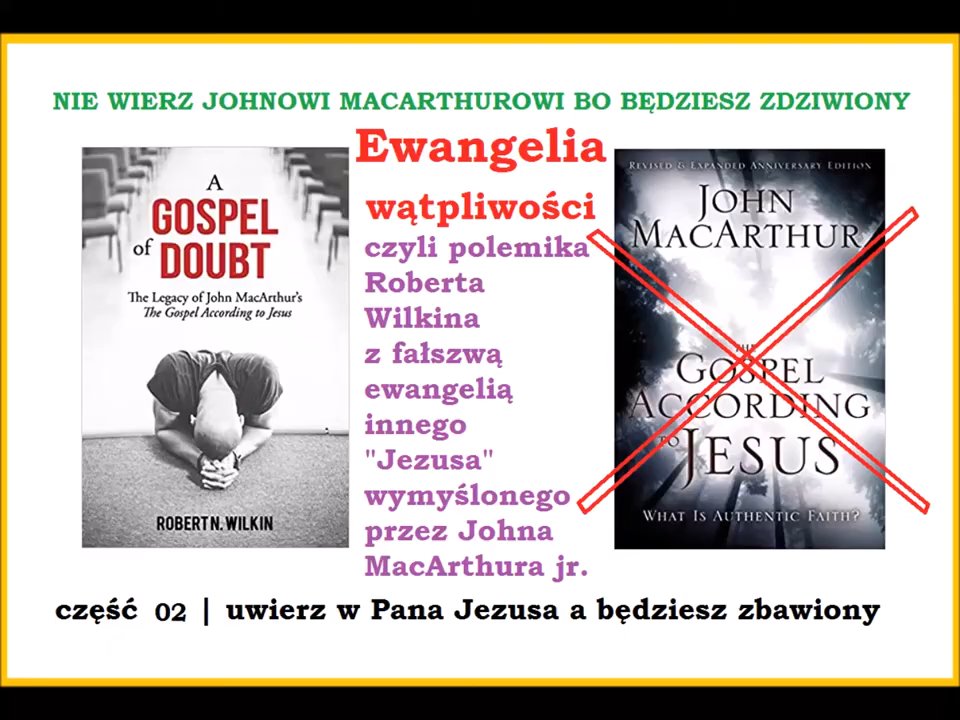 NIE WIERZ JOHNOWI MACARTHUROWI BO BĘDZIESZ ZDZIWIONY
Ewangelia
wątpliwości
czyli polemika
Roberta
Wilkina
z fałszwą
ewangelią
innego
"Jezusa"
wymyślonego
przez Johna
MacArthura jr.
A
GOSPEL
of DOUBT
The Legacy of John MacArthur's
The Gospel According to Jesus
ROBERT N. WILKIN
REVISED & EXPANDED ANNIVERSARY EDITION
JOHN
MACARTHUR
THE
GOSPEL
ACCORDING
TO JESUS
WHAT IS AUTHENTIC FAITH?
część 02 | uwierz w Pana Jezusa a będziesz zbawiony